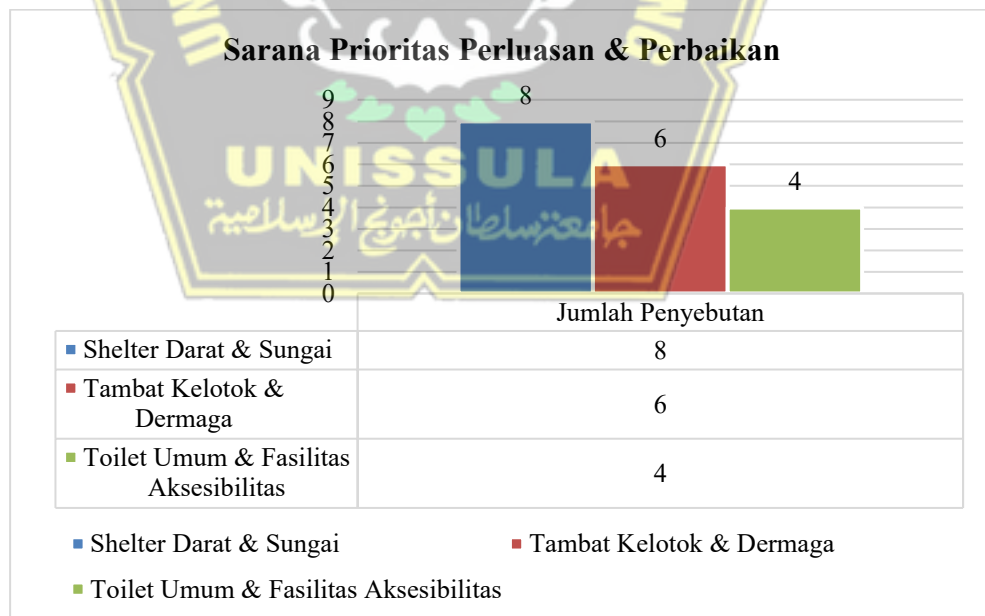 Sarana Prioritas Perluasan & Perbaikan
9
8
7
6
5
4
3
2
1
0
8
6
4
UNISSULA
جامعنسلطان أجونج الإسلامية
Jumlah Penyebutan
Shelter Darat & Sungai 8
Tambat Kelotok &
Dermaga 6
Toilet Umum & Fasilitas
Aksesibilitas 4
Shelter Darat & Sungai Tambat Kelotok & Dermaga
Toilet Umum & Fasilitas Aksesibilitas